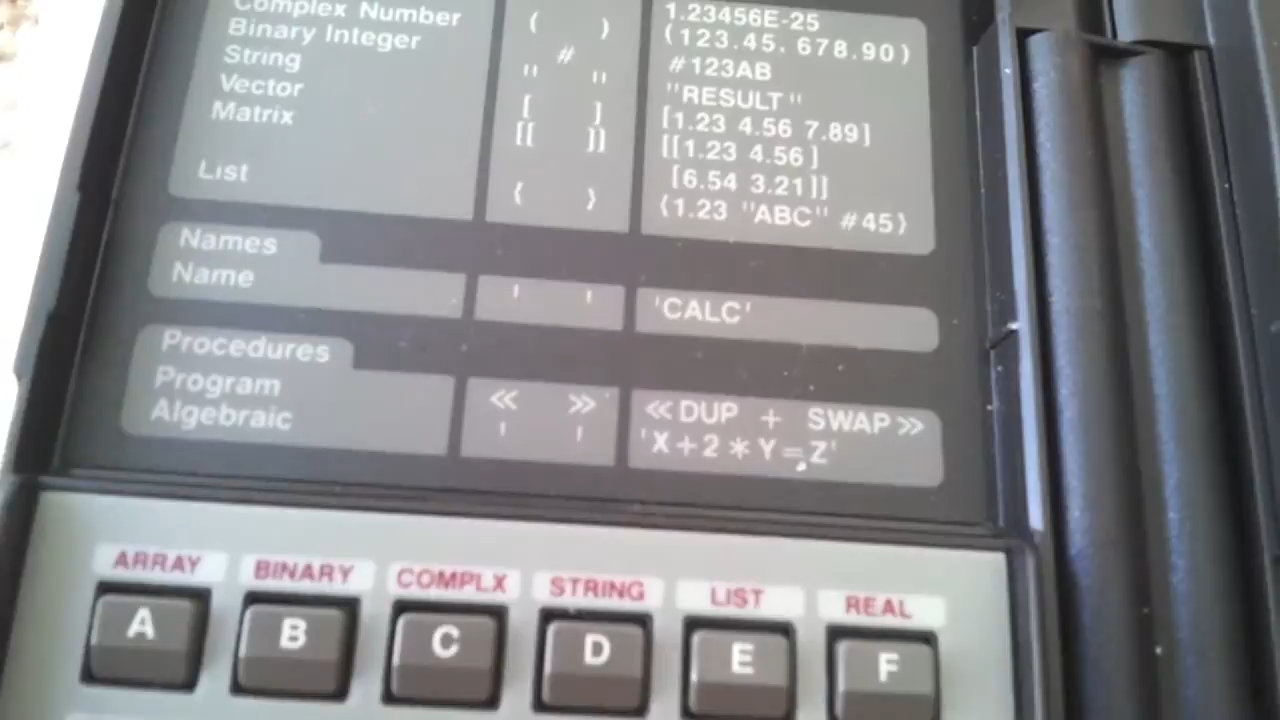 Complex Number ( ) 1.23456E-25
Binary Integer # (123.45. 678.90)
String " " #123AB
Vector [ ] "RESULT"
Matrix [[ ]] [1.23 4.56 7.89]
[[1.23 4.56]
[6.54 3.21]]
List { } {1.23 "ABC" #45}
Names
Name ' ' 'CALC'
Procedures
Program « » «DUP + SWAP»
Algebraic ' ' 'X+2*Y=Z'
ARRAY BINARY COMPLX STRING LIST REAL
A B C D E F